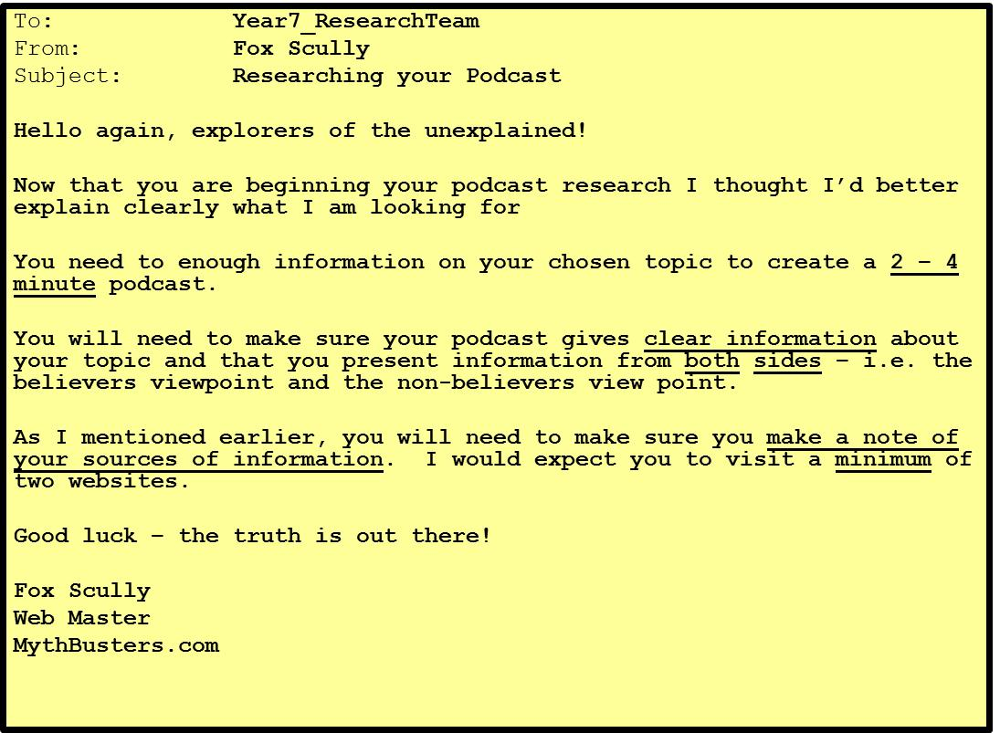 To: Year7_ResearchTeam
From: Fox Scully
Subject: Researching your Podcast
Hello again, explorers of the unexplained!
Now that you are beginning your podcast research I thought I’d better
explain clearly what I am looking for
You need to enough information on your chosen topic to create a 2 – 4
minute podcast.
You will need to make sure your podcast gives clear information about
your topic and that you present information from both sides – i.e. the
believers viewpoint and the non-believers view point.
As I mentioned earlier, you will need to make sure you make a note of
your sources of information.  I would expect you to visit a minimum of
two websites.
Good luck – the truth is out there!
Fox Scully
Web Master
MythBusters.com